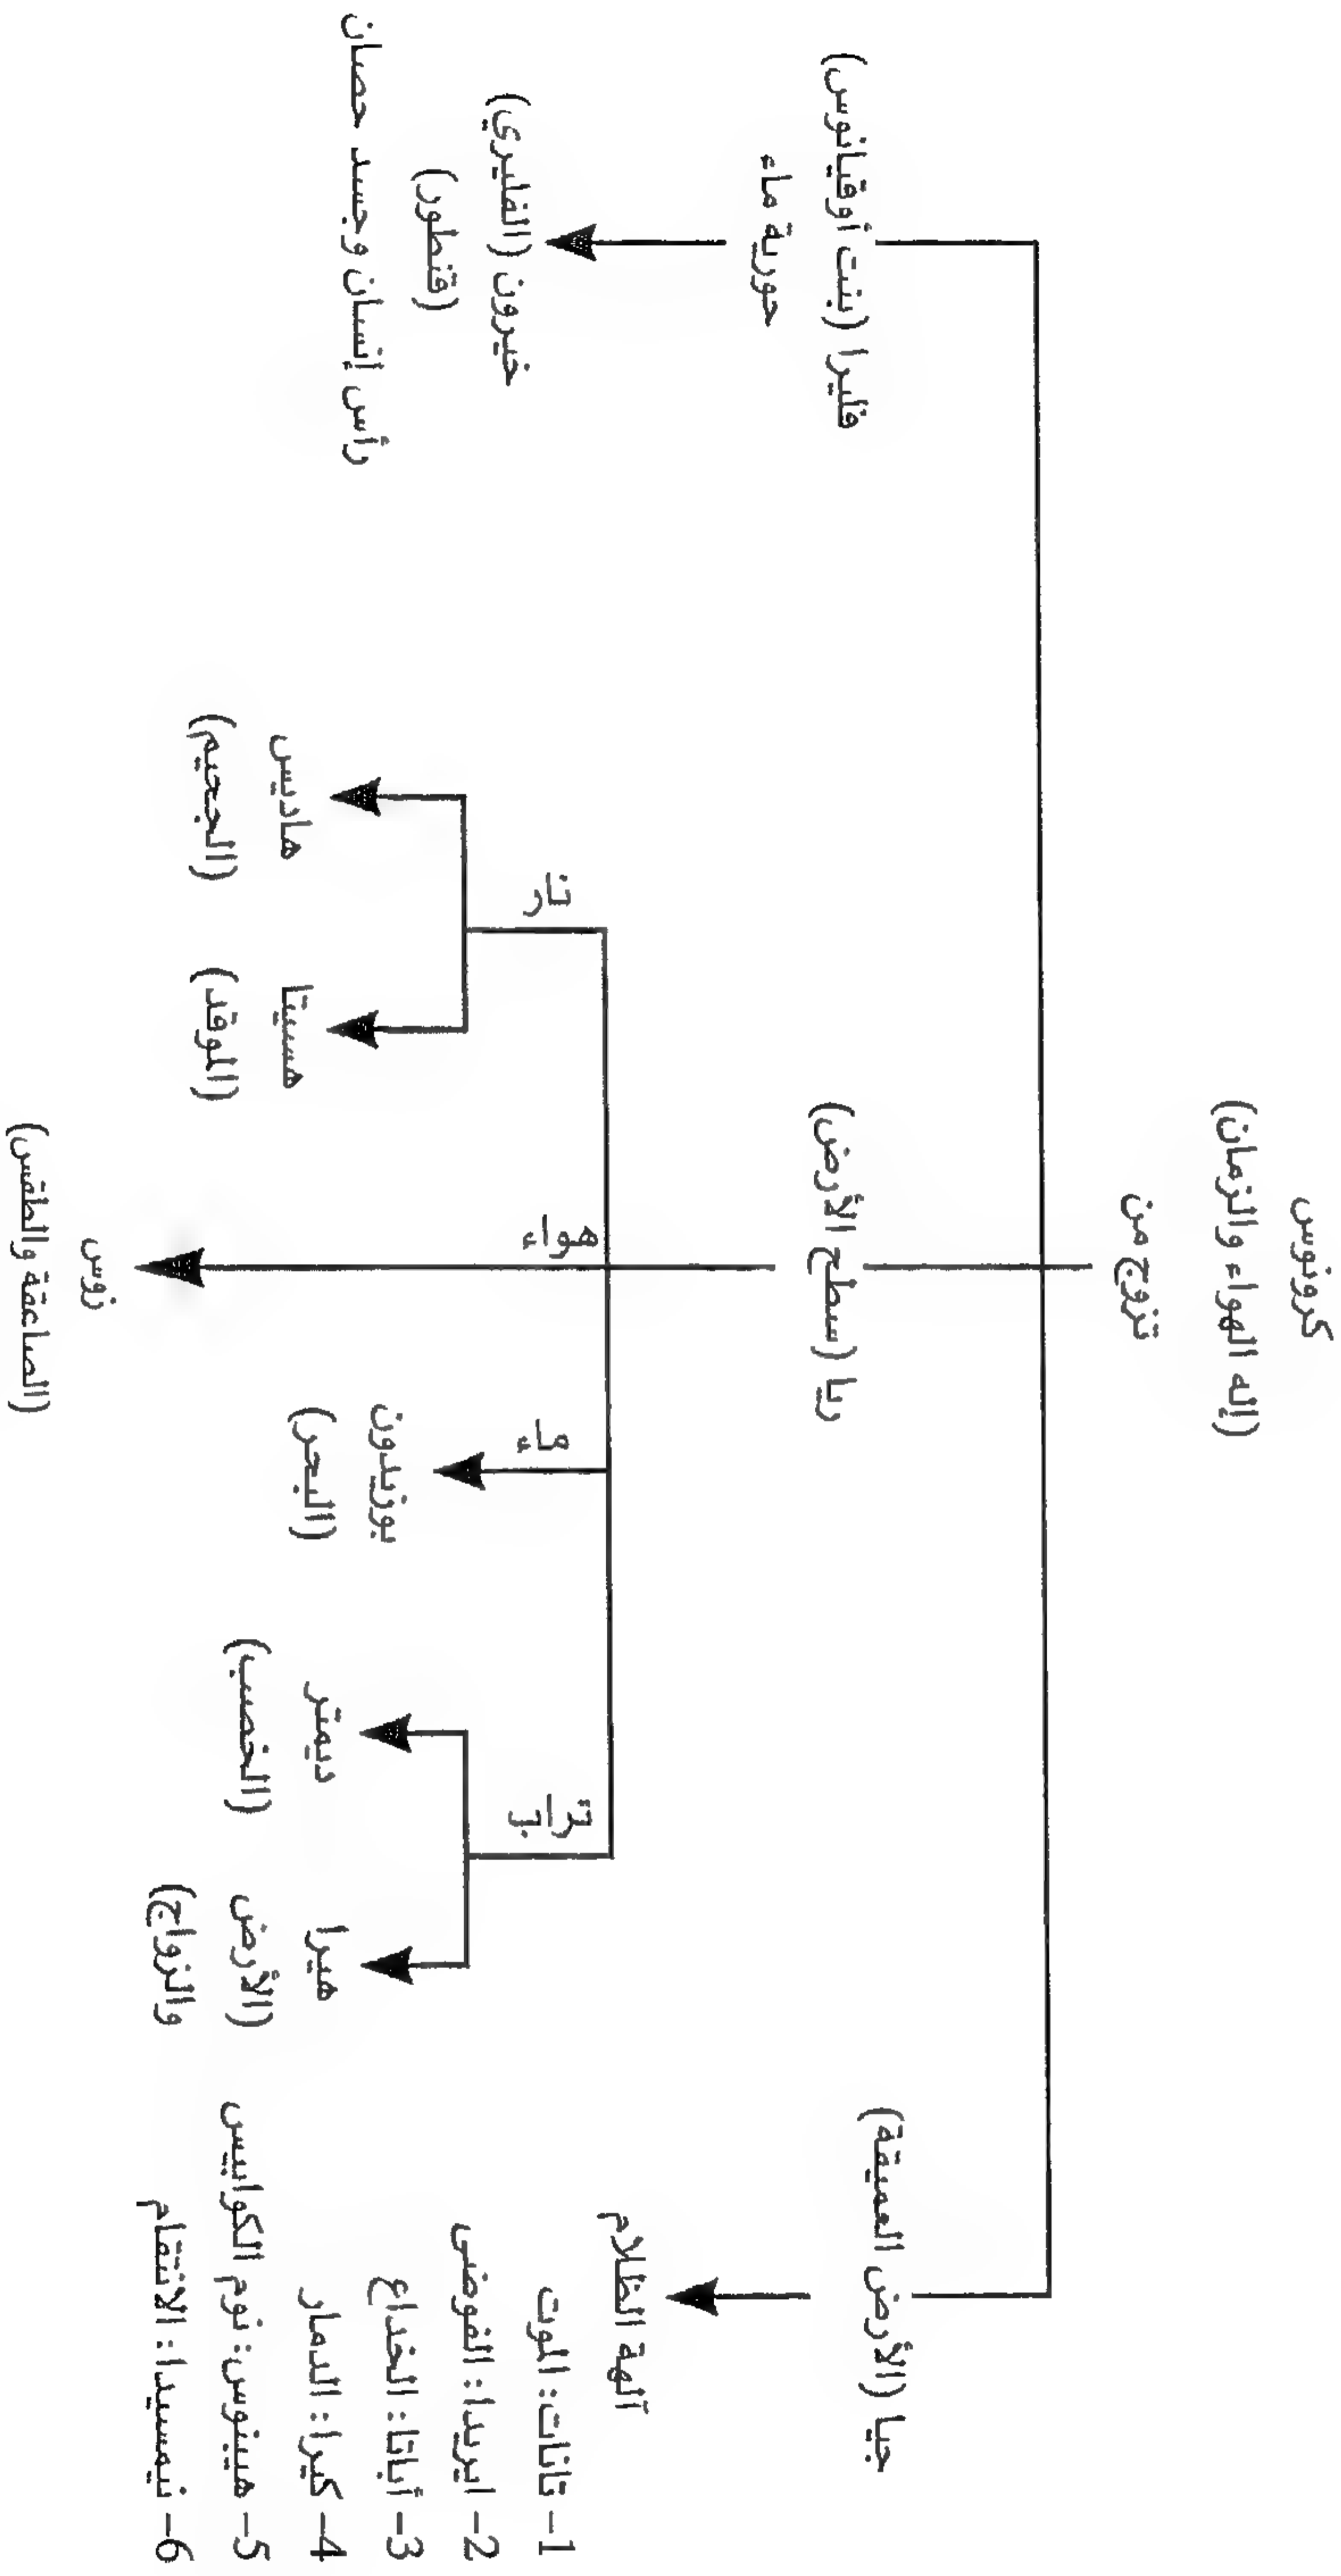 كرونوس
(إله الهواء والزمان)
تزوج من
جيا (الأرض العميقة)
آلهة الظلام
1- تانات: الموت
2- ايريدا: الفوضى
3- أباتا: الخداع
4- كيرا: الدمار
5- هيبنوس: نوم الكوابيس
6- نيمسيدا: الانتقام
ريا (سطح الأرض)
تراب
هيرا
(الأرض
والزواج)
ديمتر
(الخصب)
ماء
بوزيدون
(البحر)
هواء
زوس
(الصاعقة والطقس)
نار
هستيا
(الموقد)
هاديس
(الجحيم)
فليرا (بنت أوقيانوس)
حورية ماء
خيرون (الفليري)
(قنطور)
رأس إنسان وجسد حصان